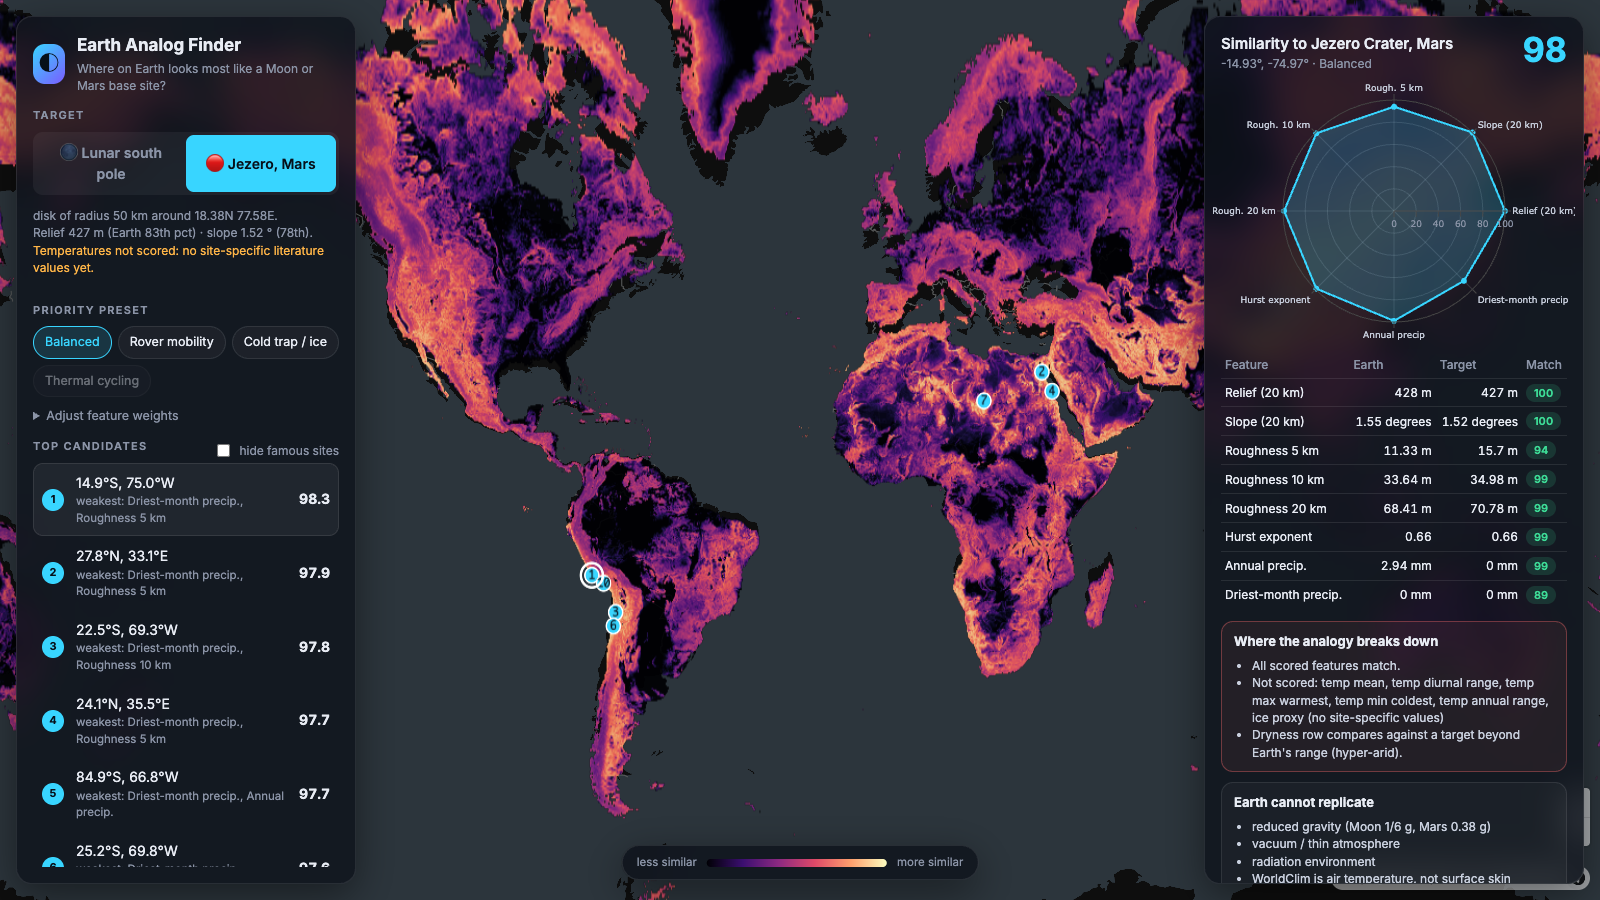 Earth Analog Finder
Where on Earth looks most like a Moon or
Mars base site?
TARGET
Lunar south
pole
Jezero, Mars
disk of radius 50 km around 18.38N 77.58E.
Relief 427 m (Earth 83th pct) · slope 1.52 ° (78th).
Temperatures not scored: no site-specific literature
values yet.
PRIORITY PRESET
Balanced
Rover mobility
Cold trap / ice
Thermal cycling
Adjust feature weights
TOP CANDIDATES
hide famous sites
1
14.9°S, 75.0°W
weakest: Driest-month precip.,
Roughness 5 km
98.3
2
27.8°N, 33.1°E
weakest: Driest-month precip.,
Roughness 5 km
97.9
3
22.5°S, 69.3°W
weakest: Driest-month precip.,
Roughness 10 km
97.8
4
24.1°N, 35.5°E
weakest: Driest-month precip.,
Roughness 5 km
97.7
5
84.9°S, 66.8°W
weakest: Driest-month precip., Annual
precip.
97.7
25.2°S, 69.8°W
2
4
7
1
3
6
less similar
more similar
Similarity to Jezero Crater, Mars
-14.93°, -74.97° · Balanced
98
Rough. 5 km
Rough. 10 km
Slope (20 km)
Rough. 20 km
Relief (20 km)
0 20 40 60 80 100
Hurst exponent
Driest-month precip
Annual precip
Feature Earth Target Match
Relief (20 km) 428 m 427 m 100
Slope (20 km) 1.55 degrees 1.52 degrees 100
Roughness 5 km 11.33 m 15.7 m 94
Roughness 10 km 33.64 m 34.98 m 99
Roughness 20 km 68.41 m 70.78 m 99
Hurst exponent 0.66 0.66 99
Annual precip. 2.94 mm 0 mm 99
Driest-month precip. 0 mm 0 mm 89
Where the analogy breaks down
• All scored features match.
• Not scored: temp mean, temp diurnal range, temp
max warmest, temp min coldest, temp annual range,
ice proxy (no site-specific values)
• Dryness row compares against a target beyond
Earth's range (hyper-arid).
Earth cannot replicate
• reduced gravity (Moon 1/6 g, Mars 0.38 g)
• vacuum / thin atmosphere
• radiation environment
• WorldClim is air temperature, not surface skin